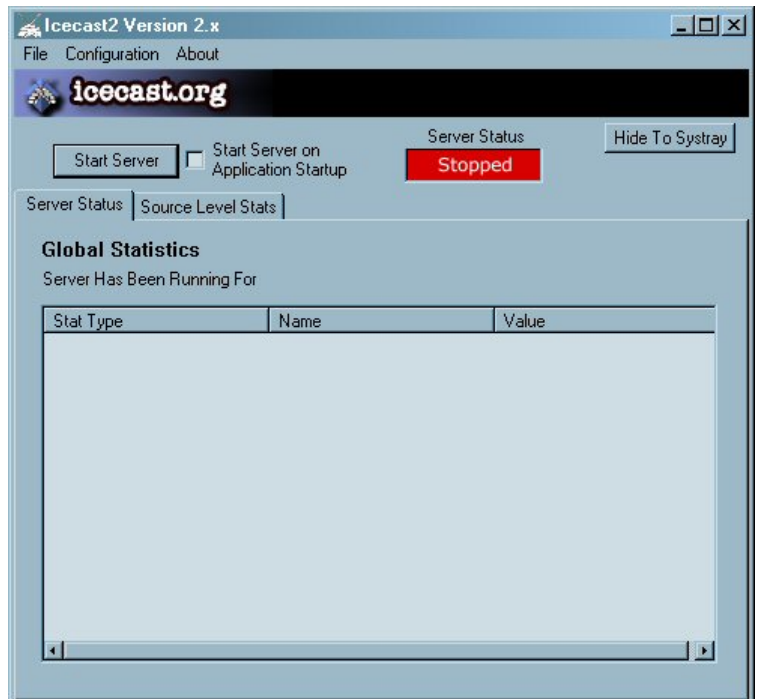 Icecast2 Version 2.x
File Configuration About
icecast.org
Start Server
Start Server on
Application Startup
Server Status
Stopped
Hide To Systray
Server Status
Source Level Stats
Global Statistics
Server Has Been Running For
Stat Type Name Value